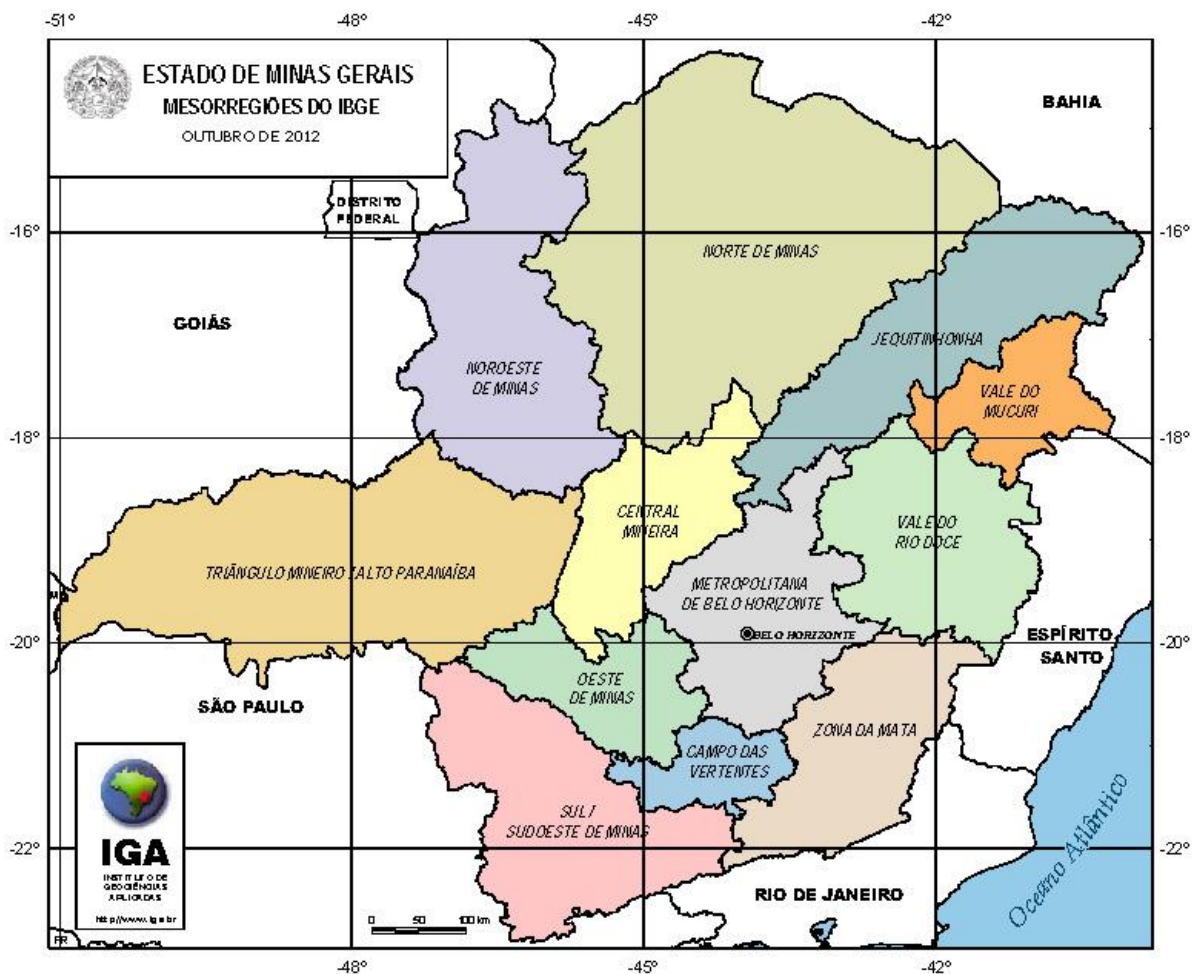 -51°
-48°
-45°
-42°
ESTADO DE MINAS GERAIS
MESORREGIÕES DO IBGE
OUTUBRO DE 2012
BAHIA
DISTRITO
FEDERAL
-16°
-16°
NORTE DE MINAS
GOIÁS
JEQUITINHONHA
NOROESTE
DE MINAS
VALE DO
MUCURI
-18°
-18°
CENTRAL
MINEIRA
VALE DO
RIO DOCE
TRIÂNGULO MINEIRO / ALTO PARANAÍBA
METROPOLITANA
DE BELO HORIZONTE
BELO HORIZONTE
-20°
-20°
ESPÍRITO
SANTO
OESTE
DE MINAS
SÃO PAULO
ZONA DA MATA
CAMPO DAS
VERTENTES
SUL /
SUDOESTE DE MINAS
Oceano Atlântico
IGA
INSTITUTO DE
GEOCIÊNCIAS
APLICADAS
-22°
-22°
RIO DE JANEIRO
0 50 100 km
PR
-48°
-45°
-42°